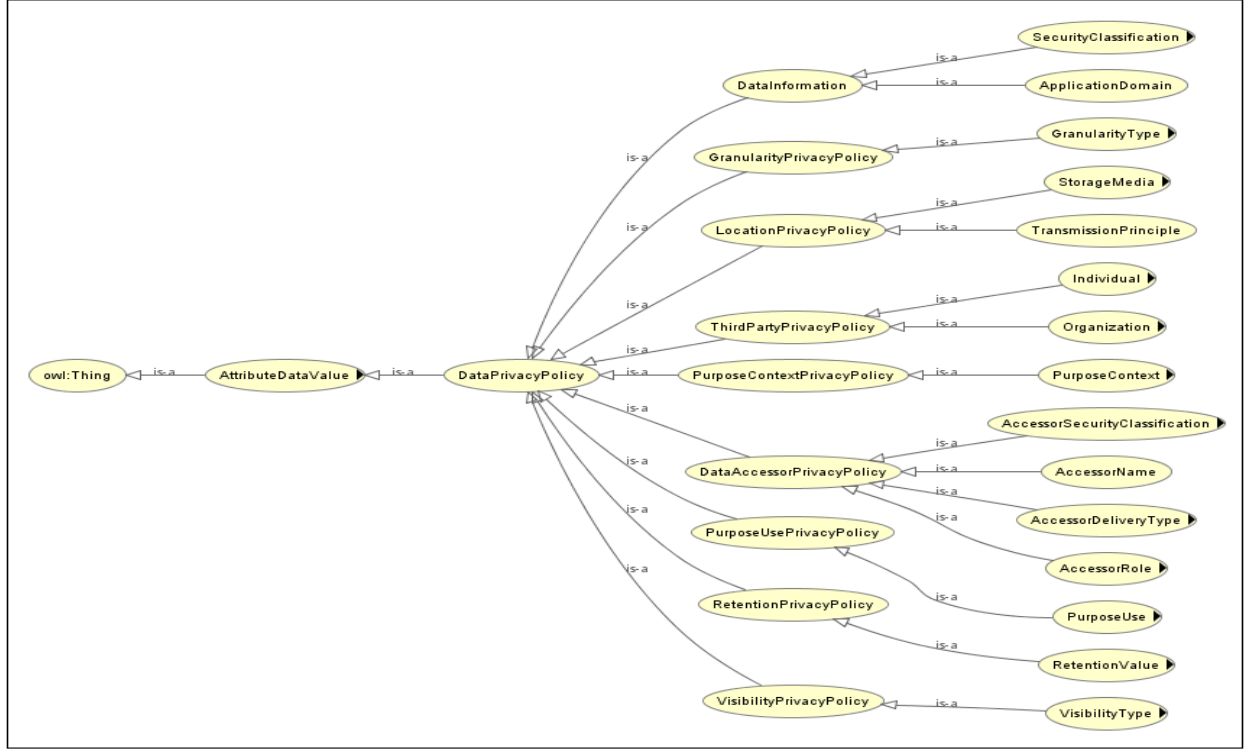 SecurityClassification
is-a
DataInformation
is-a
ApplicationDomain
GranularityType
is-a
is-a
GranularityPrivacyPolicy
StorageMedia
is-a
is-a
LocationPrivacyPolicy
is-a
TransmissionPrinciple
Individual
is-a
is-a
ThirdPartyPrivacyPolicy
is-a
Organization
is-a
owl:Thing
is-a
AttributeDataValue
is-a
DataPrivacyPolicy
is-a
PurposeContextPrivacyPolicy
is-a
PurposeContext
is-a
AccessorSecurityClassification
is-a
DataAccessorPrivacyPolicy
is-a
AccessorName
is-a
is-a
AccessorDeliveryType
is-a
is-a
PurposeUsePrivacyPolicy
AccessorRole
is-a
is-a
RetentionPrivacyPolicy
PurposeUse
is-a
RetentionValue
VisibilityPrivacyPolicy
is-a
VisibilityType